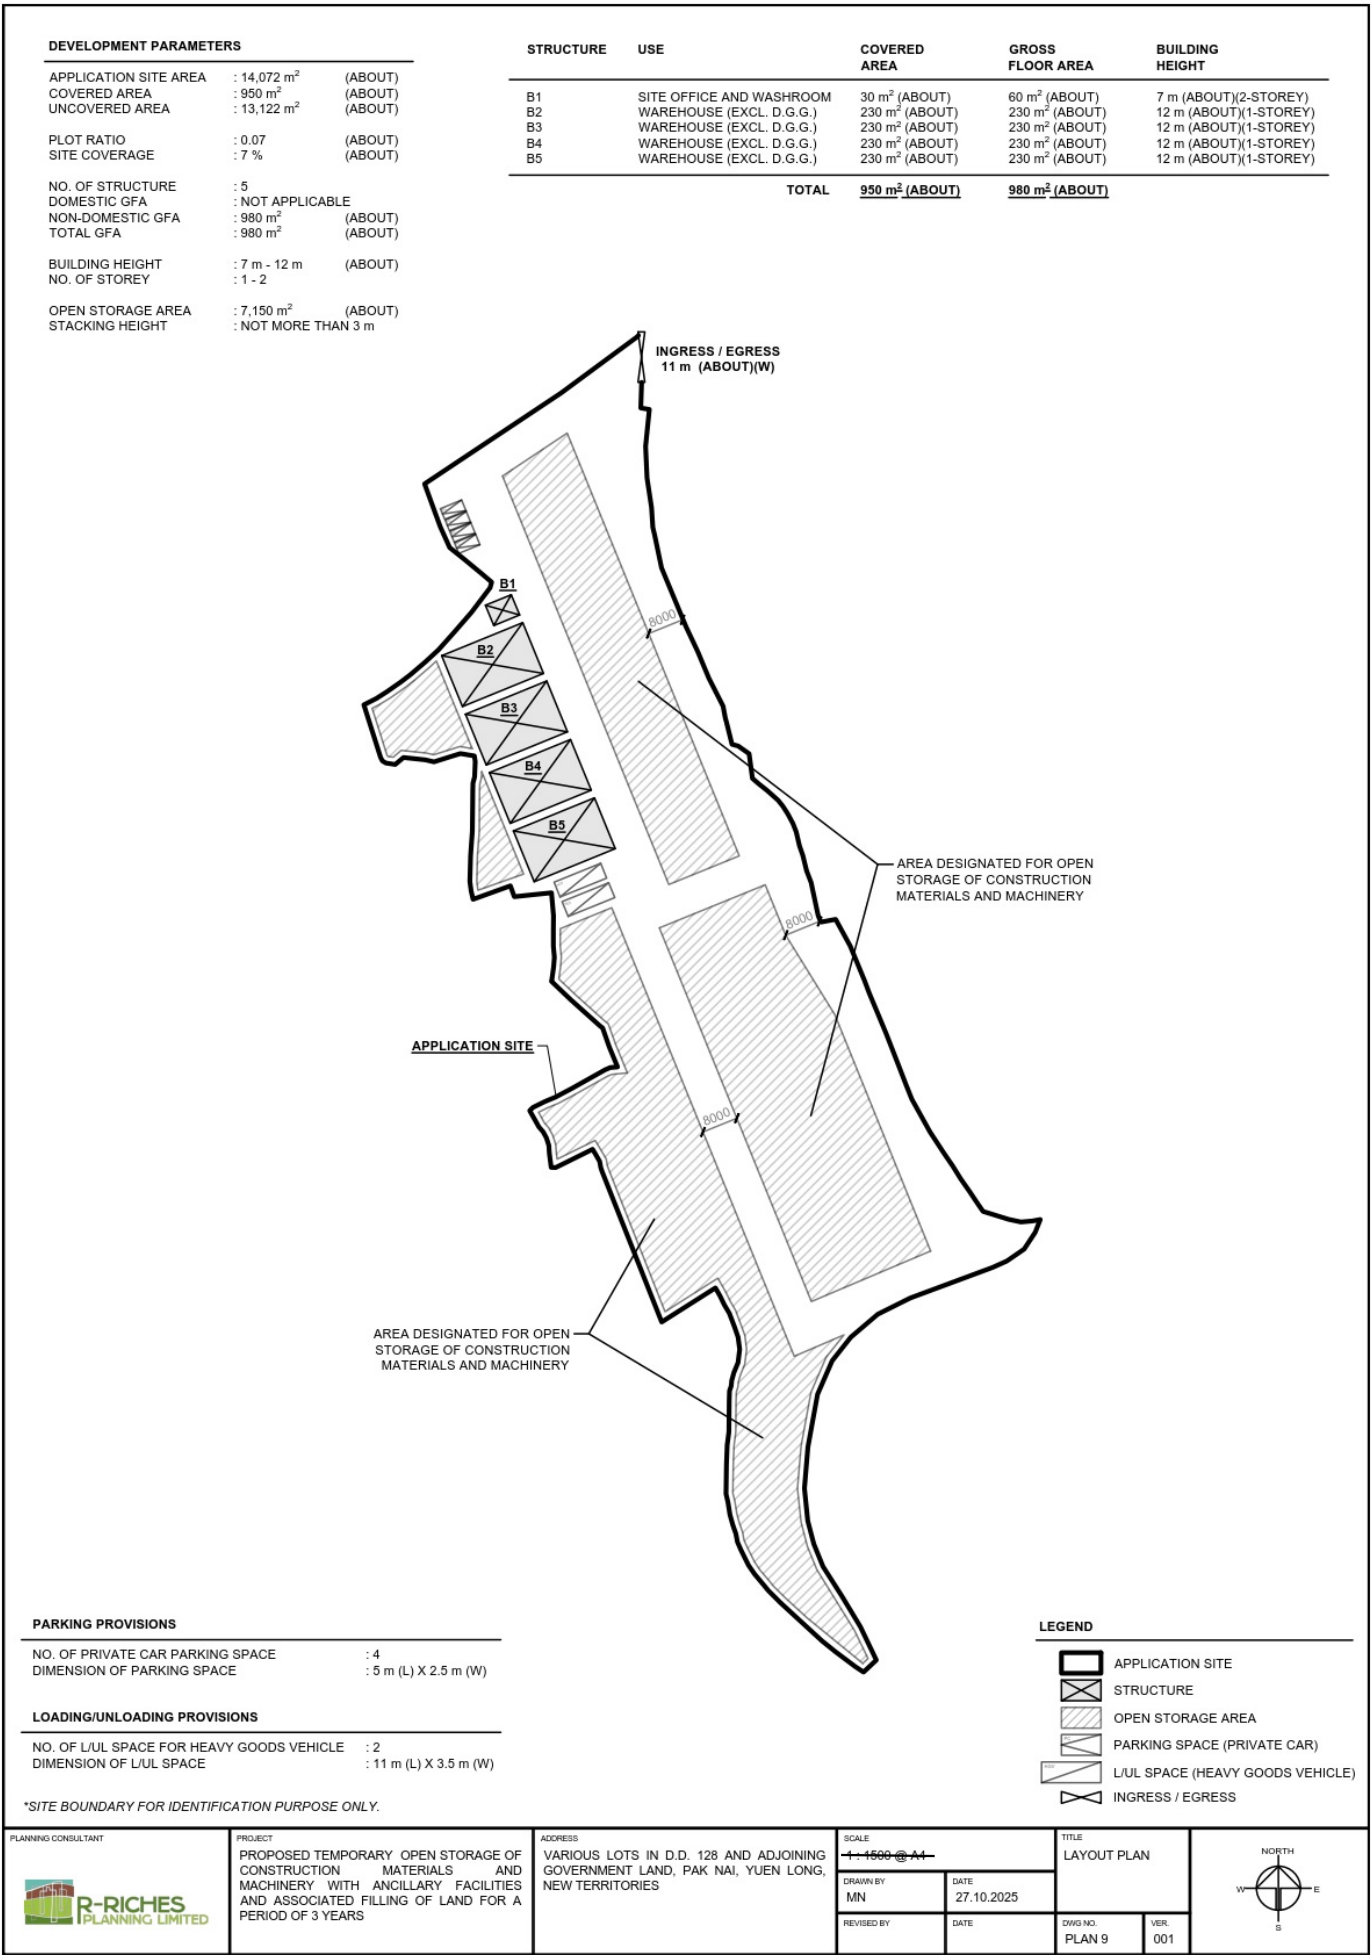 DEVELOPMENT PARAMETERS
APPLICATION SITE AREA : 14,072 m² (ABOUT)
COVERED AREA : 950 m² (ABOUT)
UNCOVERED AREA : 13,122 m² (ABOUT)
PLOT RATIO : 0.07 (ABOUT)
SITE COVERAGE : 7 % (ABOUT)
NO. OF STRUCTURE : 5
DOMESTIC GFA : NOT APPLICABLE
NON-DOMESTIC GFA : 980 m² (ABOUT)
TOTAL GFA : 980 m² (ABOUT)
BUILDING HEIGHT : 7 m - 12 m (ABOUT)
NO. OF STOREY : 1 - 2
OPEN STORAGE AREA : 7,150 m² (ABOUT)
STACKING HEIGHT : NOT MORE THAN 3 m
STRUCTURE USE COVERED GROSS BUILDING
AREA FLOOR AREA HEIGHT
B1 SITE OFFICE AND WASHROOM 30 m² (ABOUT) 60 m² (ABOUT) 7 m (ABOUT)(2-STOREY)
B2 WAREHOUSE (EXCL. D.G.G.) 230 m² (ABOUT) 230 m² (ABOUT) 12 m (ABOUT)(1-STOREY)
B3 WAREHOUSE (EXCL. D.G.G.) 230 m² (ABOUT) 230 m² (ABOUT) 12 m (ABOUT)(1-STOREY)
B4 WAREHOUSE (EXCL. D.G.G.) 230 m² (ABOUT) 230 m² (ABOUT) 12 m (ABOUT)(1-STOREY)
B5 WAREHOUSE (EXCL. D.G.G.) 230 m² (ABOUT) 230 m² (ABOUT) 12 m (ABOUT)(1-STOREY)
TOTAL 950 m² (ABOUT) 980 m² (ABOUT)
INGRESS / EGRESS
11 m (ABOUT)(W)
B1
8000
B2
B3
B4
B5
AREA DESIGNATED FOR OPEN
STORAGE OF CONSTRUCTION
MATERIALS AND MACHINERY
8000
APPLICATION SITE
8000
AREA DESIGNATED FOR OPEN
STORAGE OF CONSTRUCTION
MATERIALS AND MACHINERY
PARKING PROVISIONS
NO. OF PRIVATE CAR PARKING SPACE : 4
DIMENSION OF PARKING SPACE : 5 m (L) X 2.5 m (W)
LOADING/UNLOADING PROVISIONS
NO. OF L/UL SPACE FOR HEAVY GOODS VEHICLE : 2
DIMENSION OF L/UL SPACE : 11 m (L) X 3.5 m (W)
*SITE BOUNDARY FOR IDENTIFICATION PURPOSE ONLY.
LEGEND
APPLICATION SITE
STRUCTURE
OPEN STORAGE AREA
PARKING SPACE (PRIVATE CAR)
L/UL SPACE (HEAVY GOODS VEHICLE)
INGRESS / EGRESS
PLANNING CONSULTANT
R-RICHES
PLANNING LIMITED
PROJECT
PROPOSED TEMPORARY OPEN STORAGE OF
CONSTRUCTION MATERIALS AND
MACHINERY WITH ANCILLARY FACILITIES
AND ASSOCIATED FILLING OF LAND FOR A
PERIOD OF 3 YEARS
ADDRESS
VARIOUS LOTS IN D.D. 128 AND ADJOINING
GOVERNMENT LAND, PAK NAI, YUEN LONG,
NEW TERRITORIES
SCALE
1 : 1500 @ A4
DRAWN BY
MN
DATE
27.10.2025
REVISED BY
DATE
TITLE
LAYOUT PLAN
DWG NO.
PLAN 9
VER.
001
NORTH
W
E
S